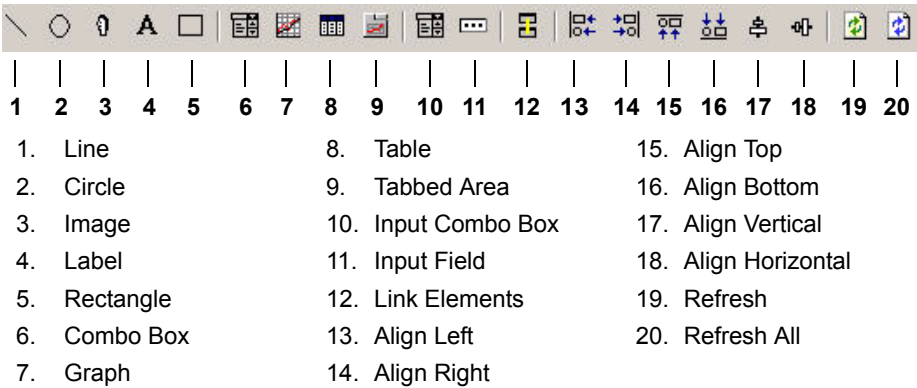 A
1 2 3 4 5 6 7 8 9 10 11 12 13 14 15 16 17 18 19 20
1. Line
2. Circle
3. Image
4. Label
5. Rectangle
6. Combo Box
7. Graph
8. Table
9. Tabbed Area
10. Input Combo Box
11. Input Field
12. Link Elements
13. Align Left
14. Align Right
15. Align Top
16. Align Bottom
17. Align Vertical
18. Align Horizontal
19. Refresh
20. Refresh All